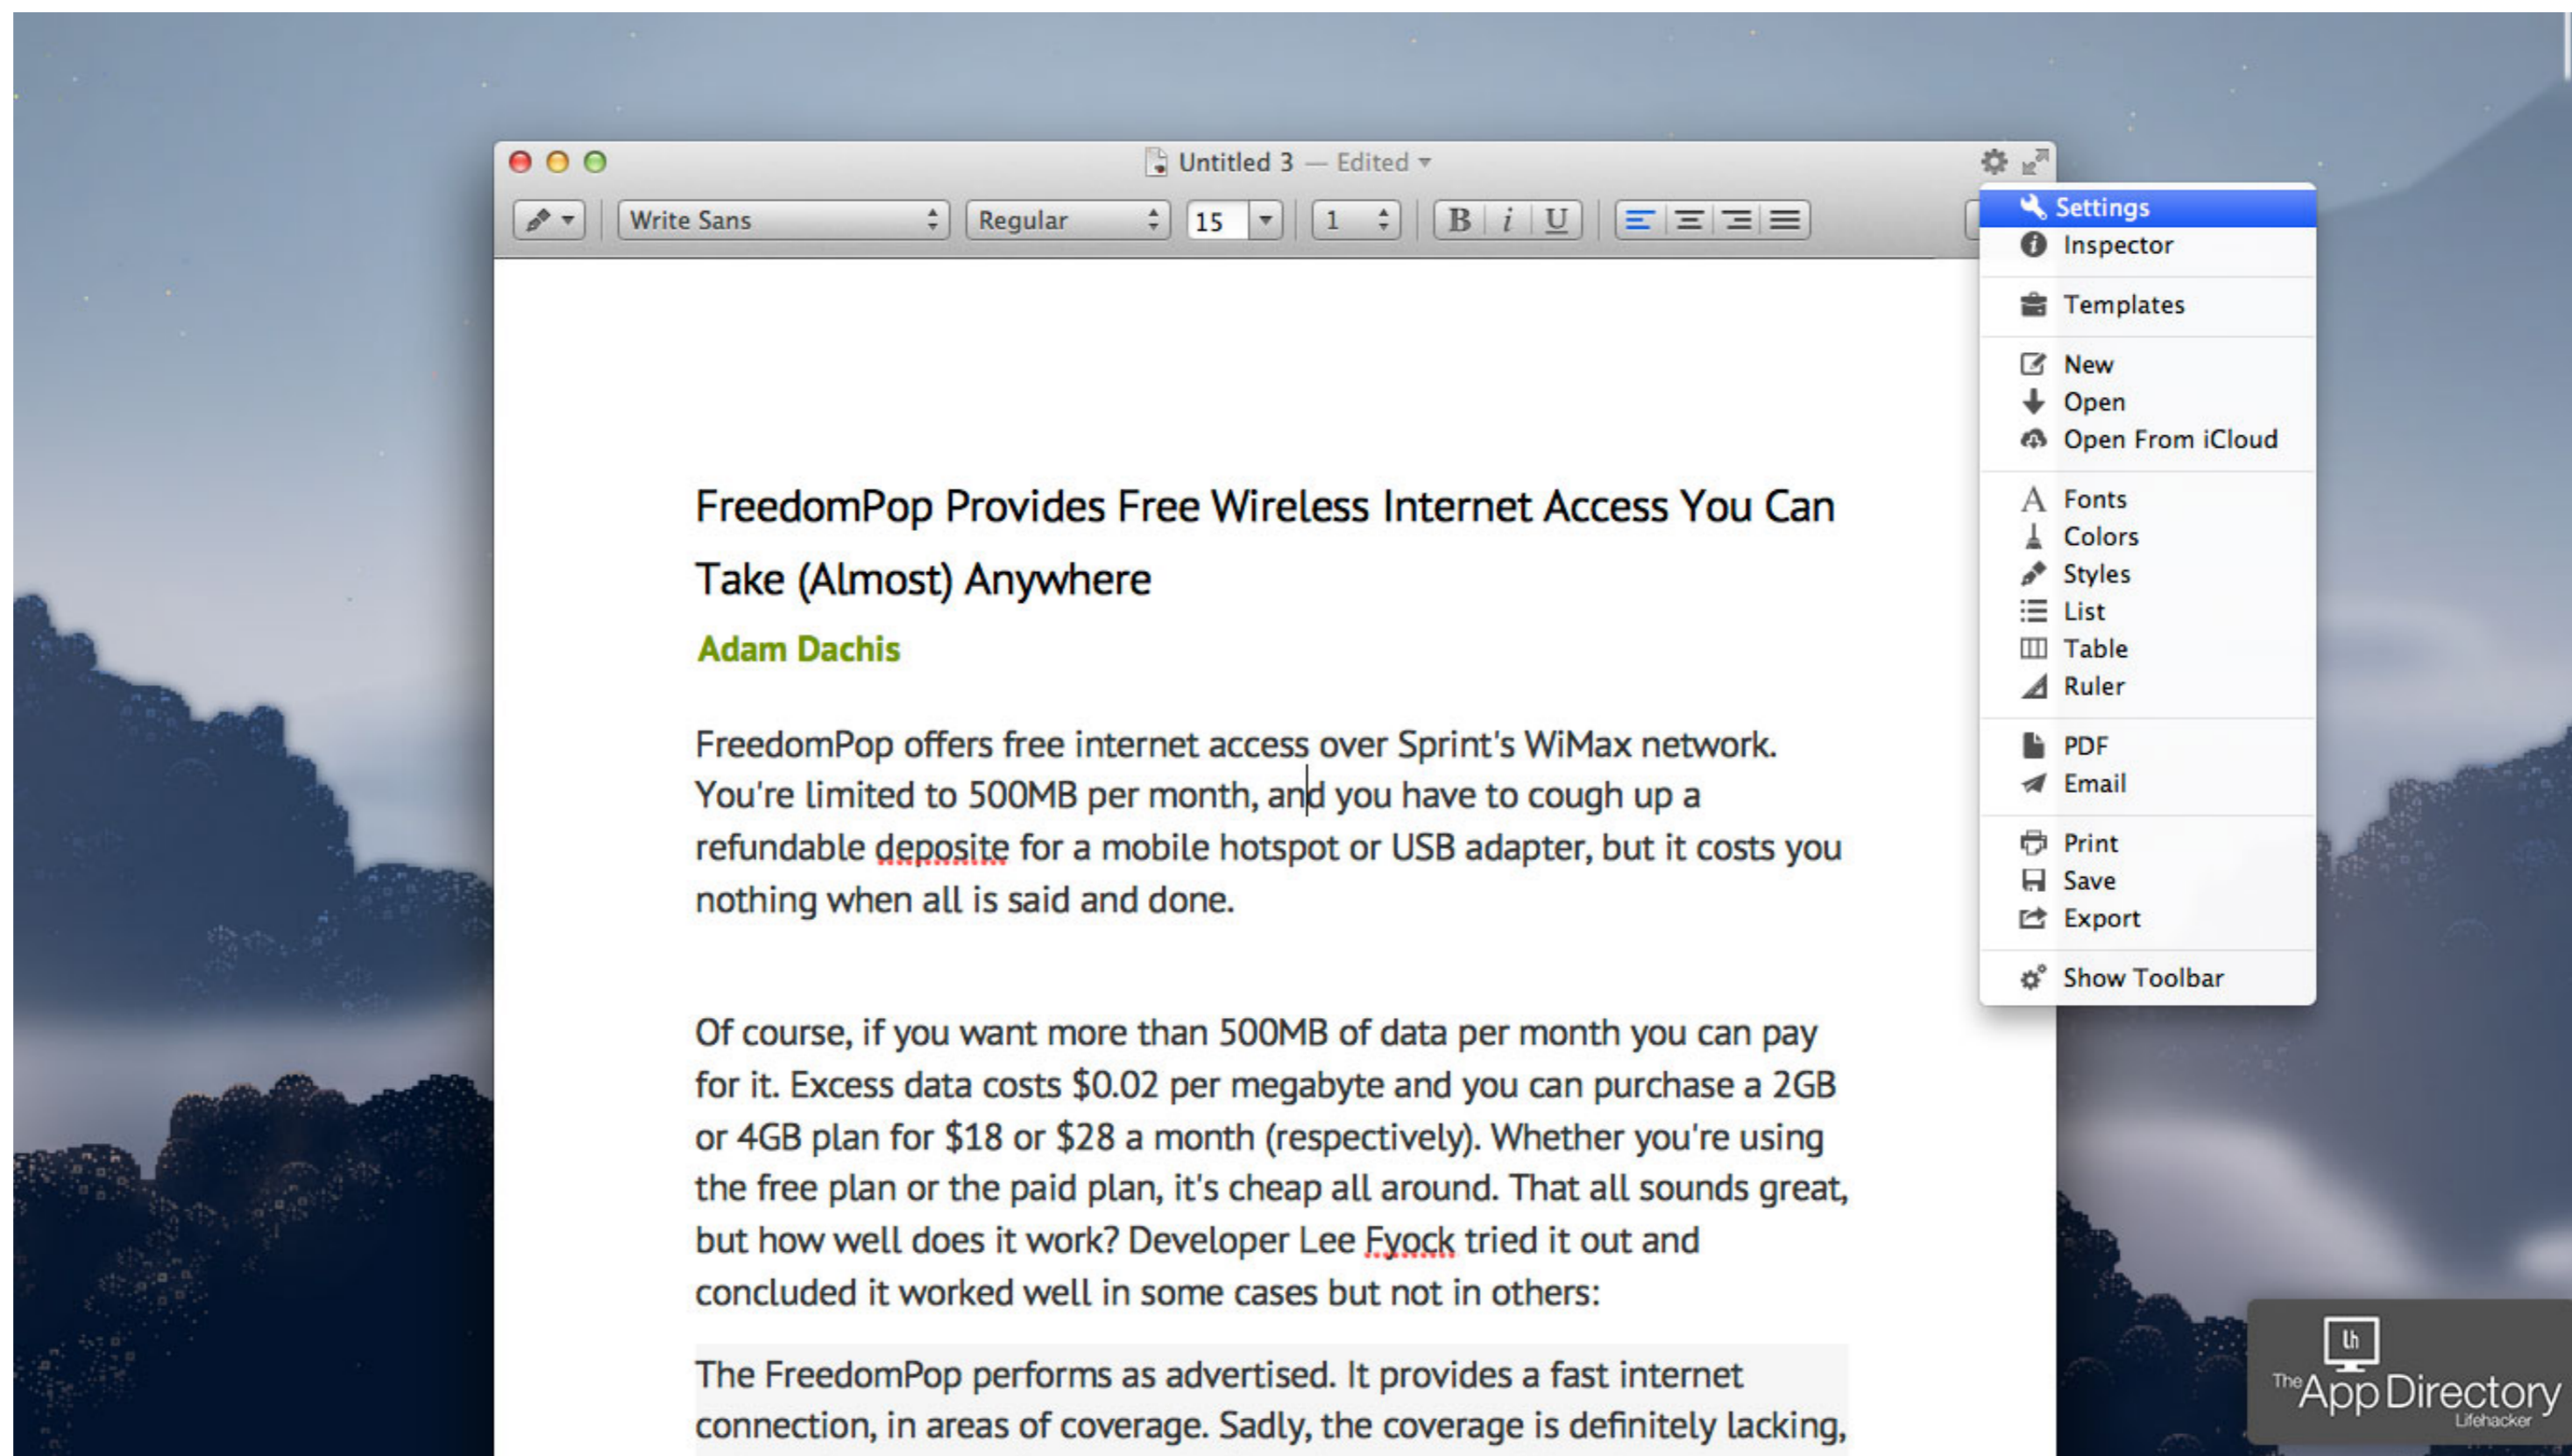 Untitled 3 — Edited
Write Sans
Regular
15
1
B i U
Settings
Inspector
Templates
New
Open
Open From iCloud
Fonts
Colors
Styles
List
Table
Ruler
PDF
Email
Print
Save
Export
Show Toolbar
FreedomPop Provides Free Wireless Internet Access You Can
Take (Almost) Anywhere
Adam Dachis
FreedomPop offers free internet access over Sprint's WiMax network.
You're limited to 500MB per month, and you have to cough up a
refundable deposite for a mobile hotspot or USB adapter, but it costs you
nothing when all is said and done.
Of course, if you want more than 500MB of data per month you can pay
for it. Excess data costs $0.02 per megabyte and you can purchase a 2GB
or 4GB plan for $18 or $28 a month (respectively). Whether you're using
the free plan or the paid plan, it's cheap all around. That all sounds great,
but how well does it work? Developer Lee Fyock tried it out and
concluded it worked well in some cases but not in others:
The FreedomPop performs as advertised. It provides a fast internet
connection, in areas of coverage. Sadly, the coverage is definitely lacking,
lh
The App Directory
Lifehacker